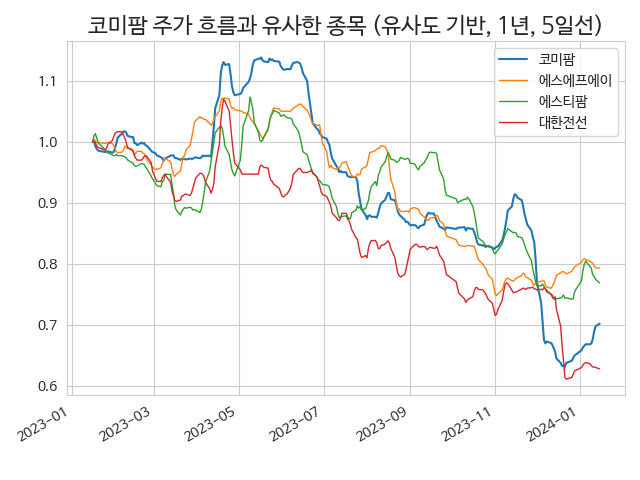 코미팜 주가 흐름과 유사한 종목 (유사도 기반, 1년, 5일선)
코미팜
에스에프에이
에스티팜
대한전선
1.1
1.0
0.9
0.8
0.7
0.6
2023-01
2023-03
2023-05
2023-07
2023-09
2023-11
2024-01